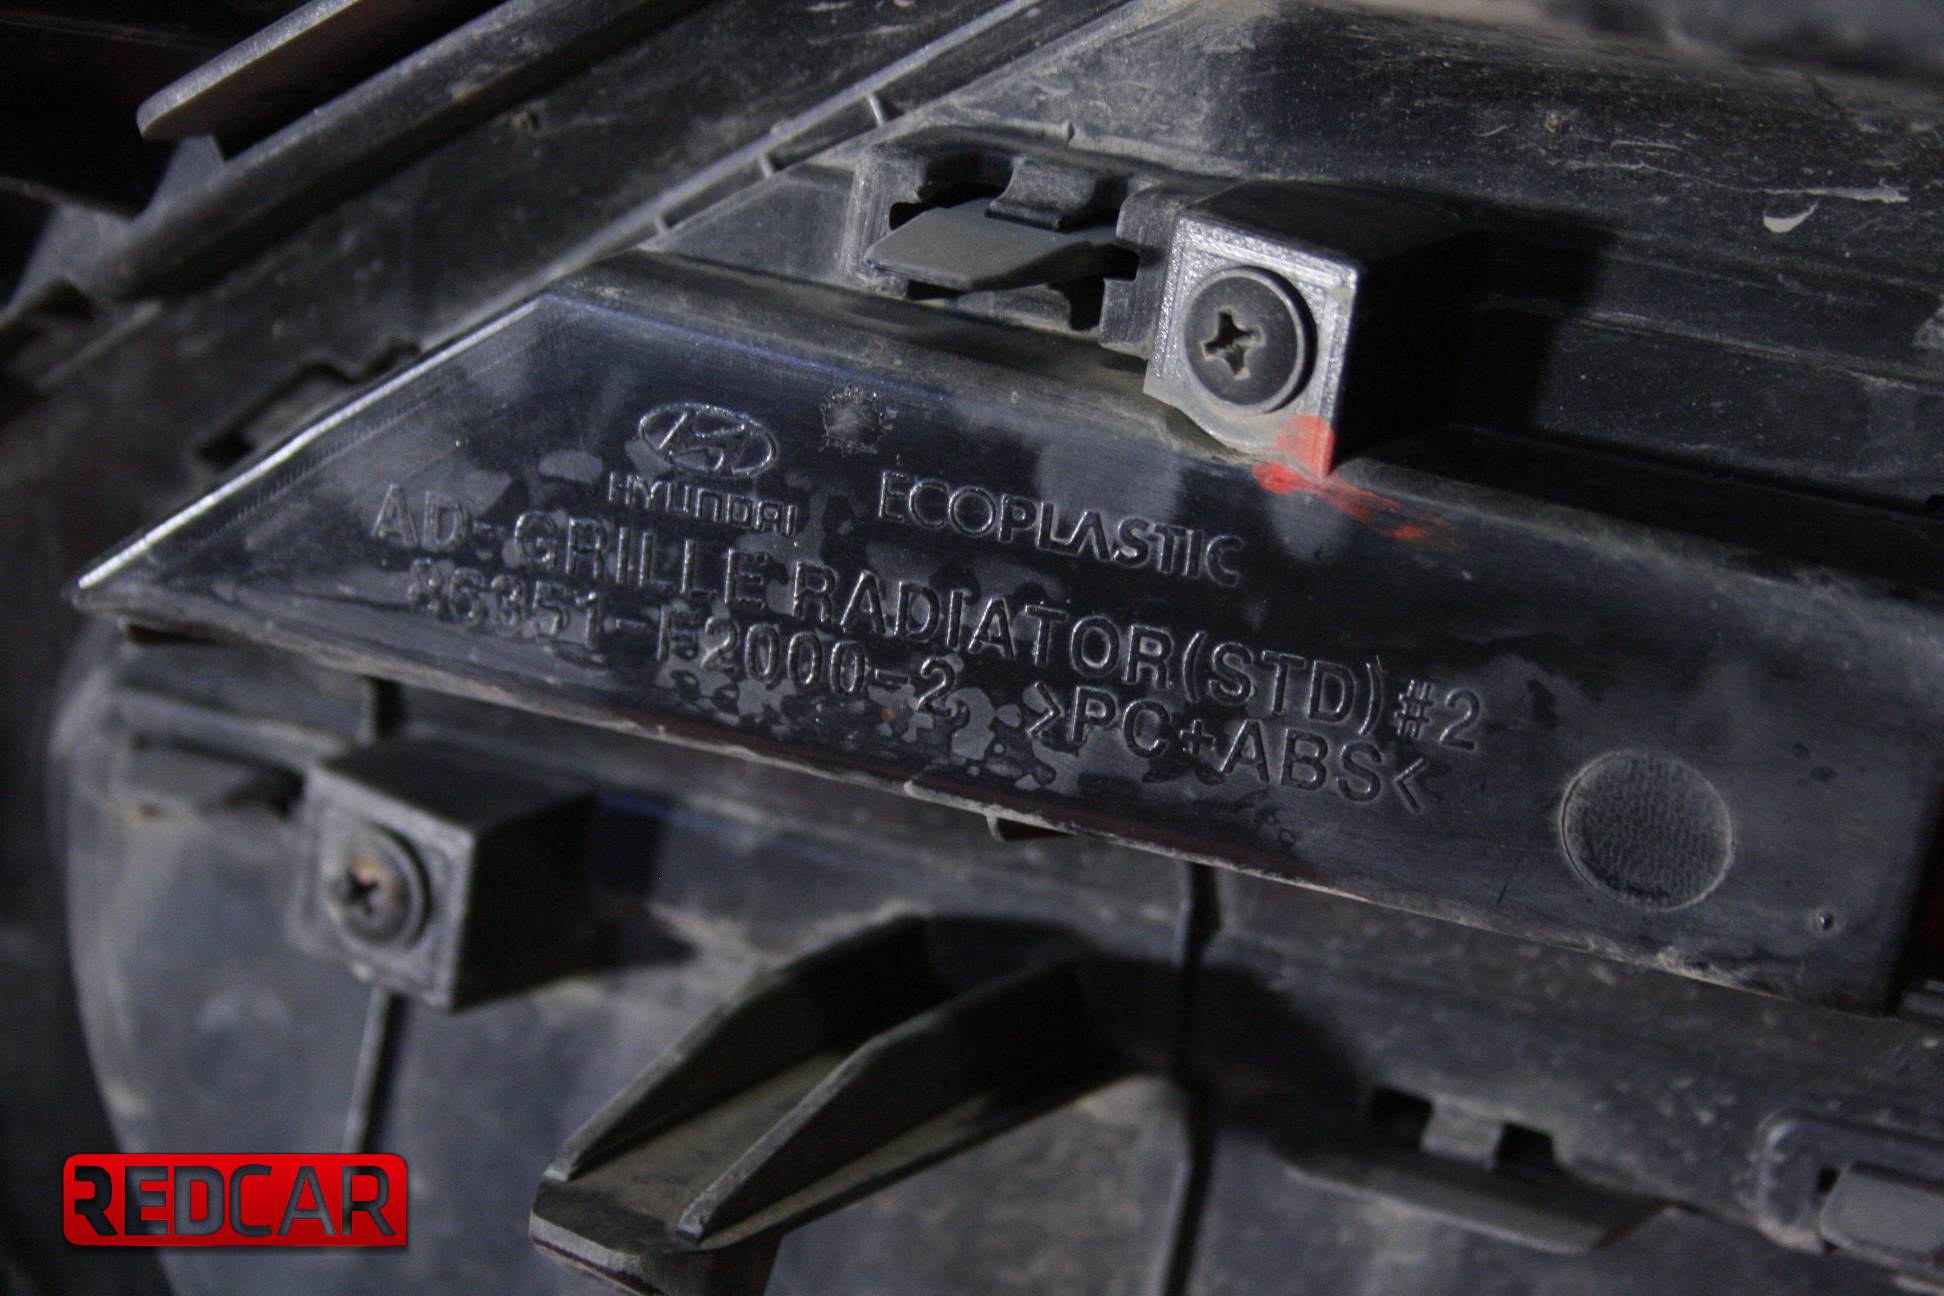 HYUNDAI ECOPLASTIC
AD-GRILLE RADIATOR(STD)#2
86351-F2000-2, >PC+ABS<
REDCAR